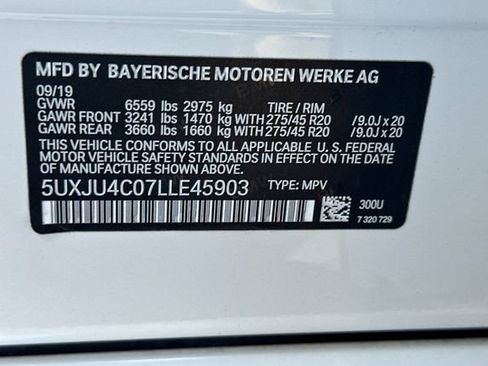 MFD BY BAYERISCHE MOTOREN WERKE AG
09/19
GVWR 6559 lbs 2975 kg TIRE / RIM
GAWR FRONT 3241 lbs 1470 kg WITH 275/45 R20 /9.0J x 20
GAWR REAR 3660 lbs 1660 kg WITH 275/45 R20 /9.0J x 20
THIS VEHICLE CONFORMS TO ALL APPLICABLE U. S. FEDERAL
MOTOR VEHICLE SAFETY STANDARDS IN EFFECT ON THE DATE
OF MANUFACTURE SHOWN ABOVE.
5UXJU4C07LLE45903 TYPE: MPV
300U
7 320 729